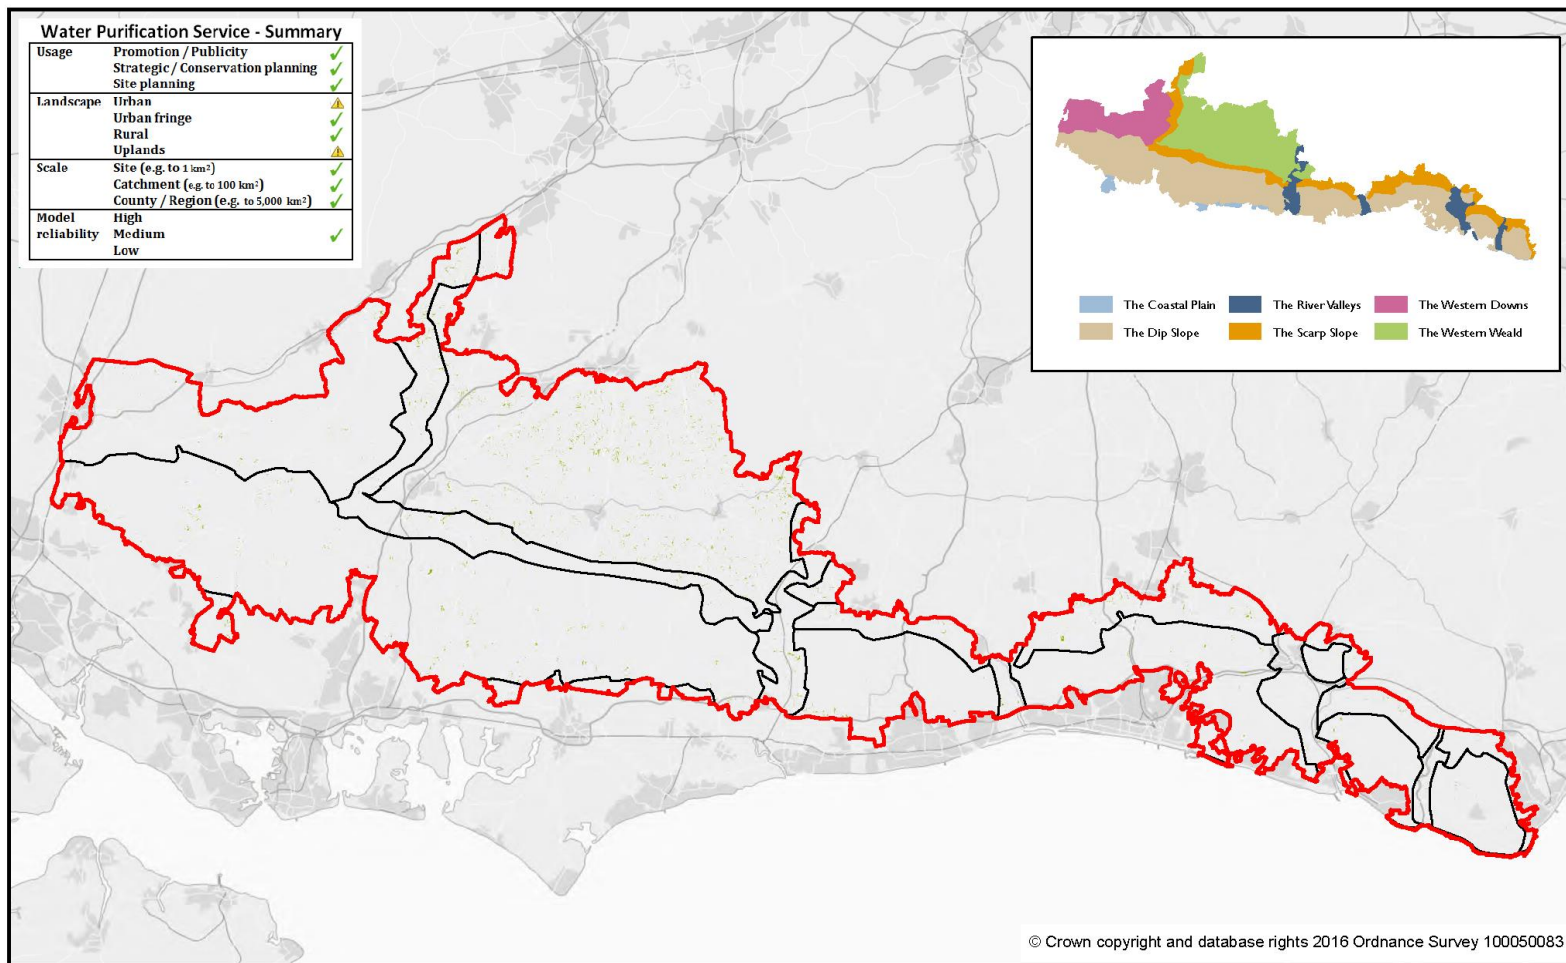 Water Purification Service - Summary
Usage Promotion / Publicity ✓
Strategic / Conservation planning ✓
Site planning ✓
Landscape Urban ⚠
Urban fringe ✓
Rural ✓
Uplands ⚠
Scale Site (e.g. to 1 km²) ✓
Catchment (e.g. to 100 km²) ✓
County / Region (e.g. to 5,000 km²) ✓
Model High
reliability Medium ✓
Low
The Coastal Plain The River Valleys The Western Downs
The Dip Slope The Scarp Slope The Western Weald
© Crown copyright and database rights 2016 Ordnance Survey 100050083